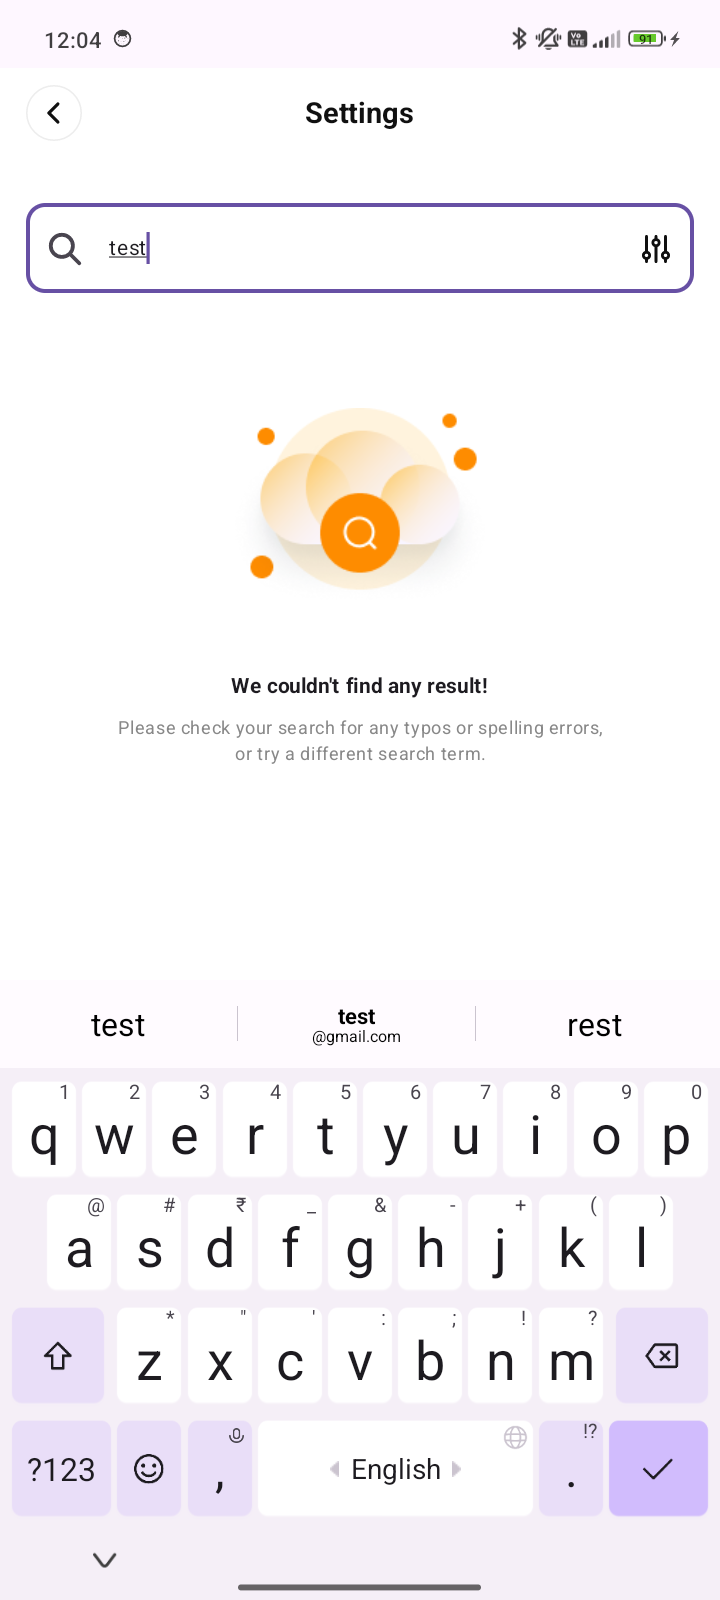 12:04 Vo LTE 91
Settings
test
We couldn't find any result!
Please check your search for any typos or spelling errors,
or try a different search term.
test test rest
@gmail.com
1 2 3 4 5 6 7 8 9 0
q w e r t y u i o p
@ # ₹ _ & - + ( )
a s d f g h j k l
* " ' : ; ! ?
z x c v b n m
!?
?123 , English .